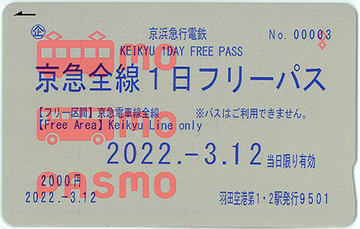 企 京浜急行電鉄 No. 00003
KEIKYU 1DAY FREE PASS
京急全線1日フリーパス
【フリー区間】京急電車線全線 ※バスはご利用できません。
【Free Area】Keikyu Line only
2022.-3.12 当日限り有効
2000円
2022.-3.12 羽田空港第1・2駅発行9501
PASMO
PASMO
PASMO